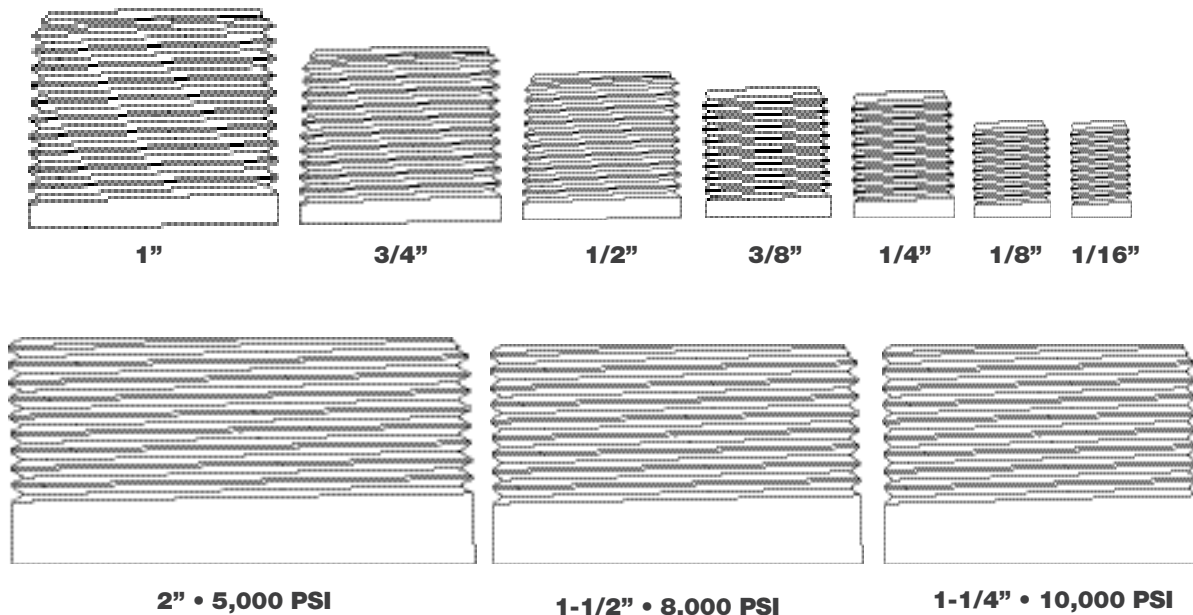 1” 3/4” 1/2” 3/8” 1/4” 1/8” 1/16”
2” • 5,000 PSI 1-1/2” • 8,000 PSI 1-1/4” • 10,000 PSI